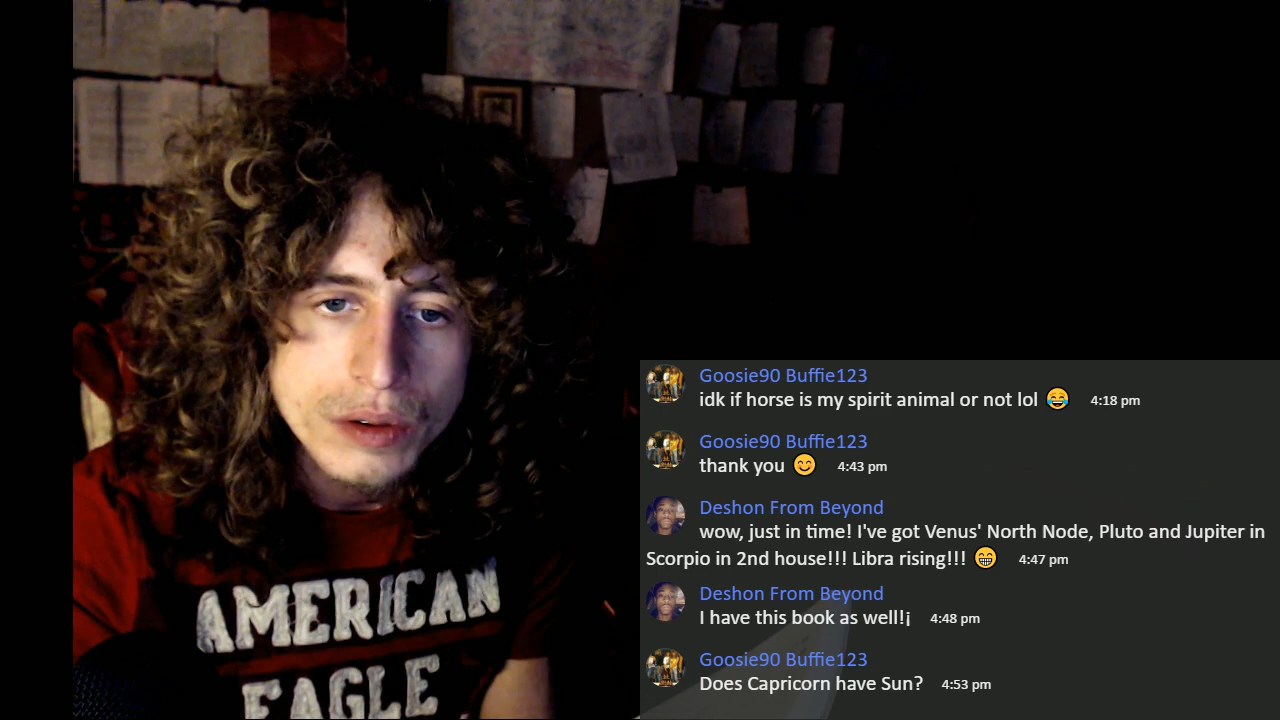 AMERICAN
EAGLE
Goosie90 Buffie123
idk if horse is my spirit animal or not lol 😂 4:18 pm
Goosie90 Buffie123
thank you 😊 4:43 pm
Deshon From Beyond
wow, just in time! I've got Venus' North Node, Pluto and Jupiter in
Scorpio in 2nd house!!! Libra rising!!! 😁 4:47 pm
Deshon From Beyond
I have this book as well!¡ 4:48 pm
Goosie90 Buffie123
Does Capricorn have Sun? 4:53 pm